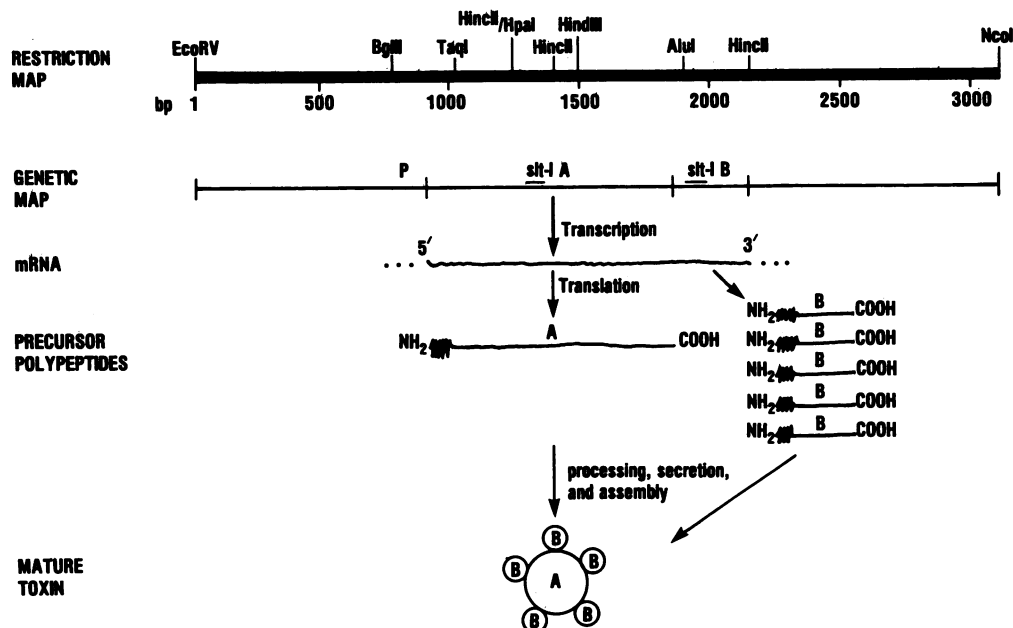 HincII/HpaI HindIII
EcoRV BglII TaqI HincII AluI HincII NcoI
RESTRICTION
MAP
bp 1 500 1000 1500 2000 2500 3000
P slt-I A slt-I B
GENETIC
MAP
Transcription
5′ 3′
mRNA
Translation
NH2 B COOH
A
NH2 COOH
NH2 B COOH
PRECURSOR
POLYPEPTIDES
NH2 B COOH
NH2 B COOH
NH2 B COOH
processing, secretion,
and assembly
B
B B
A
B B
MATURE
TOXIN